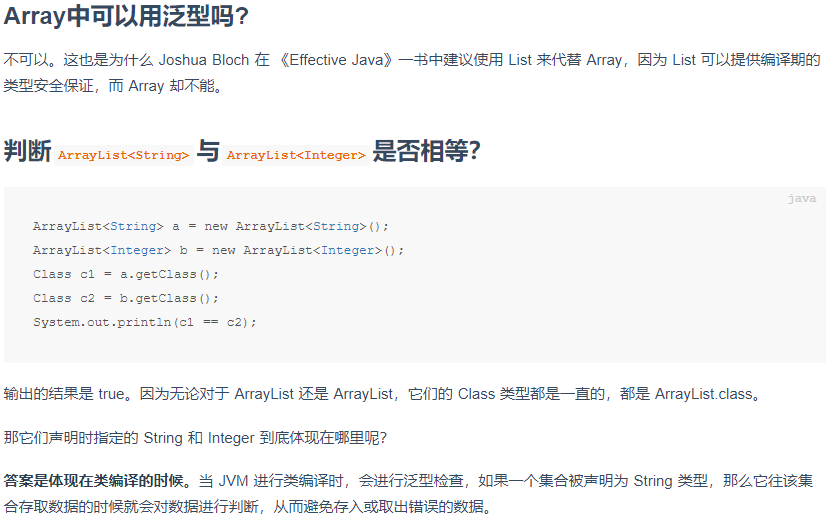 Array中可以用泛型吗?
不可以。这也是为什么 Joshua Bloch 在 《Effective Java》一书中建议使用 List 来代替 Array，因为 List 可以提供编译期的
类型安全保证，而 Array 却不能。
判断 ArrayList<String> 与 ArrayList<Integer> 是否相等?
java
ArrayList<String> a = new ArrayList<String>();
ArrayList<Integer> b = new ArrayList<Integer>();
Class c1 = a.getClass();
Class c2 = b.getClass();
System.out.println(c1 == c2);
输出的结果是 true。因为无论对于 ArrayList 还是 ArrayList，它们的 Class 类型都是一直的，都是 ArrayList.class。
那它们声明时指定的 String 和 Integer 到底体现在哪里呢?
答案是体现在类编译的时候。当 JVM 进行类编译时，会进行泛型检查，如果一个集合被声明为 String 类型，那么它往该集
合存取数据的时候就会对数据进行判断，从而避免存入或取出错误的数据。